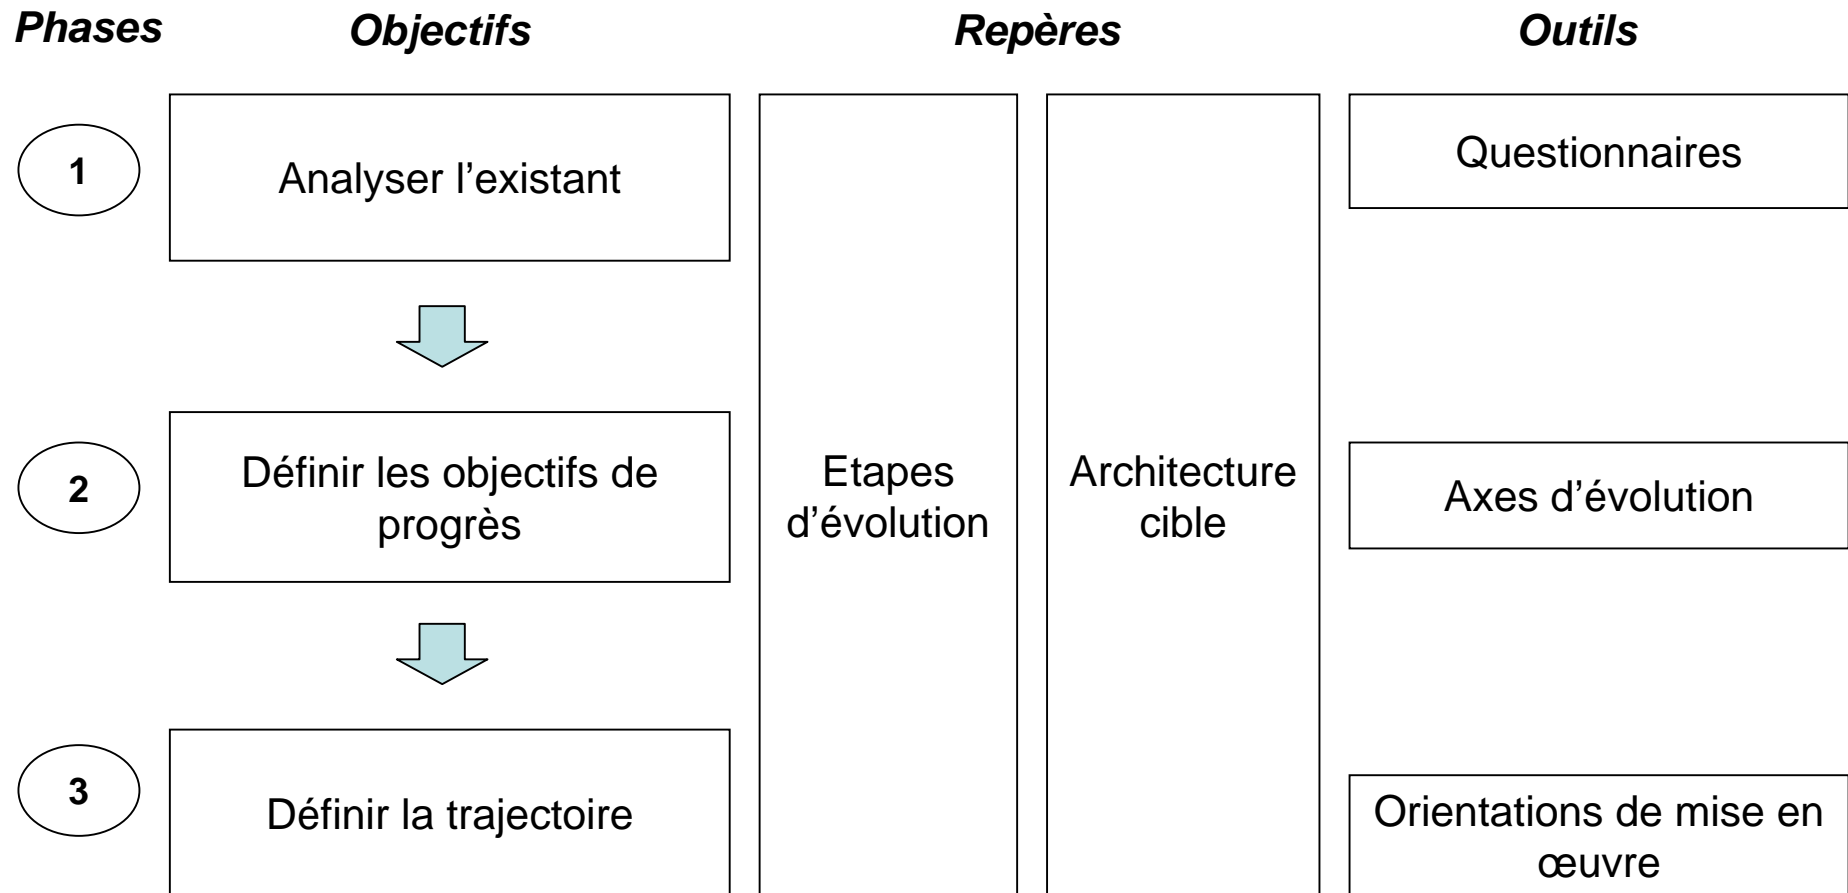 Phases
Objectifs
Repères
Outils
1
Analyser l’existant
Questionnaires
2
Définir les objectifs de
progrès
Etapes
d’évolution
Architecture
cible
Axes d’évolution
3
Définir la trajectoire
Orientations de mise en
œuvre